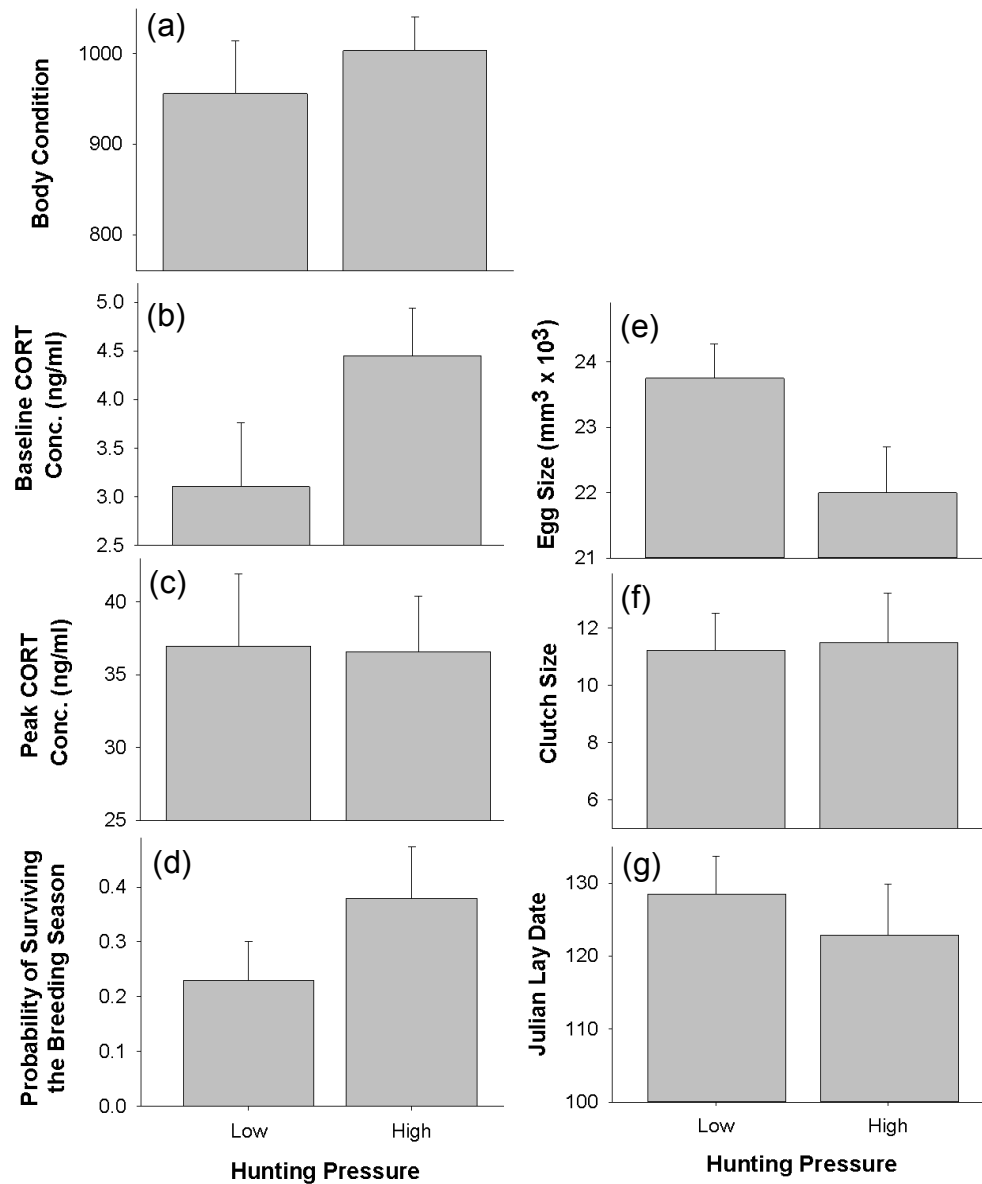 (a)
Body Condition
1000
900
800
(b)
Baseline CORT
Conc. (ng/ml)
5.0
4.5
4.0
3.5
3.0
2.5
(c)
Peak CORT
Conc. (ng/ml)
40
35
30
25
(d)
Probability of Surviving
the Breeding Season
0.4
0.3
0.2
0.1
0.0
Low High
Hunting Pressure
(e)
Egg Size (mm³ x 10³)
24
23
22
21
(f)
Clutch Size
12
10
8
6
(g)
Julian Lay Date
130
120
110
100
Low High
Hunting Pressure